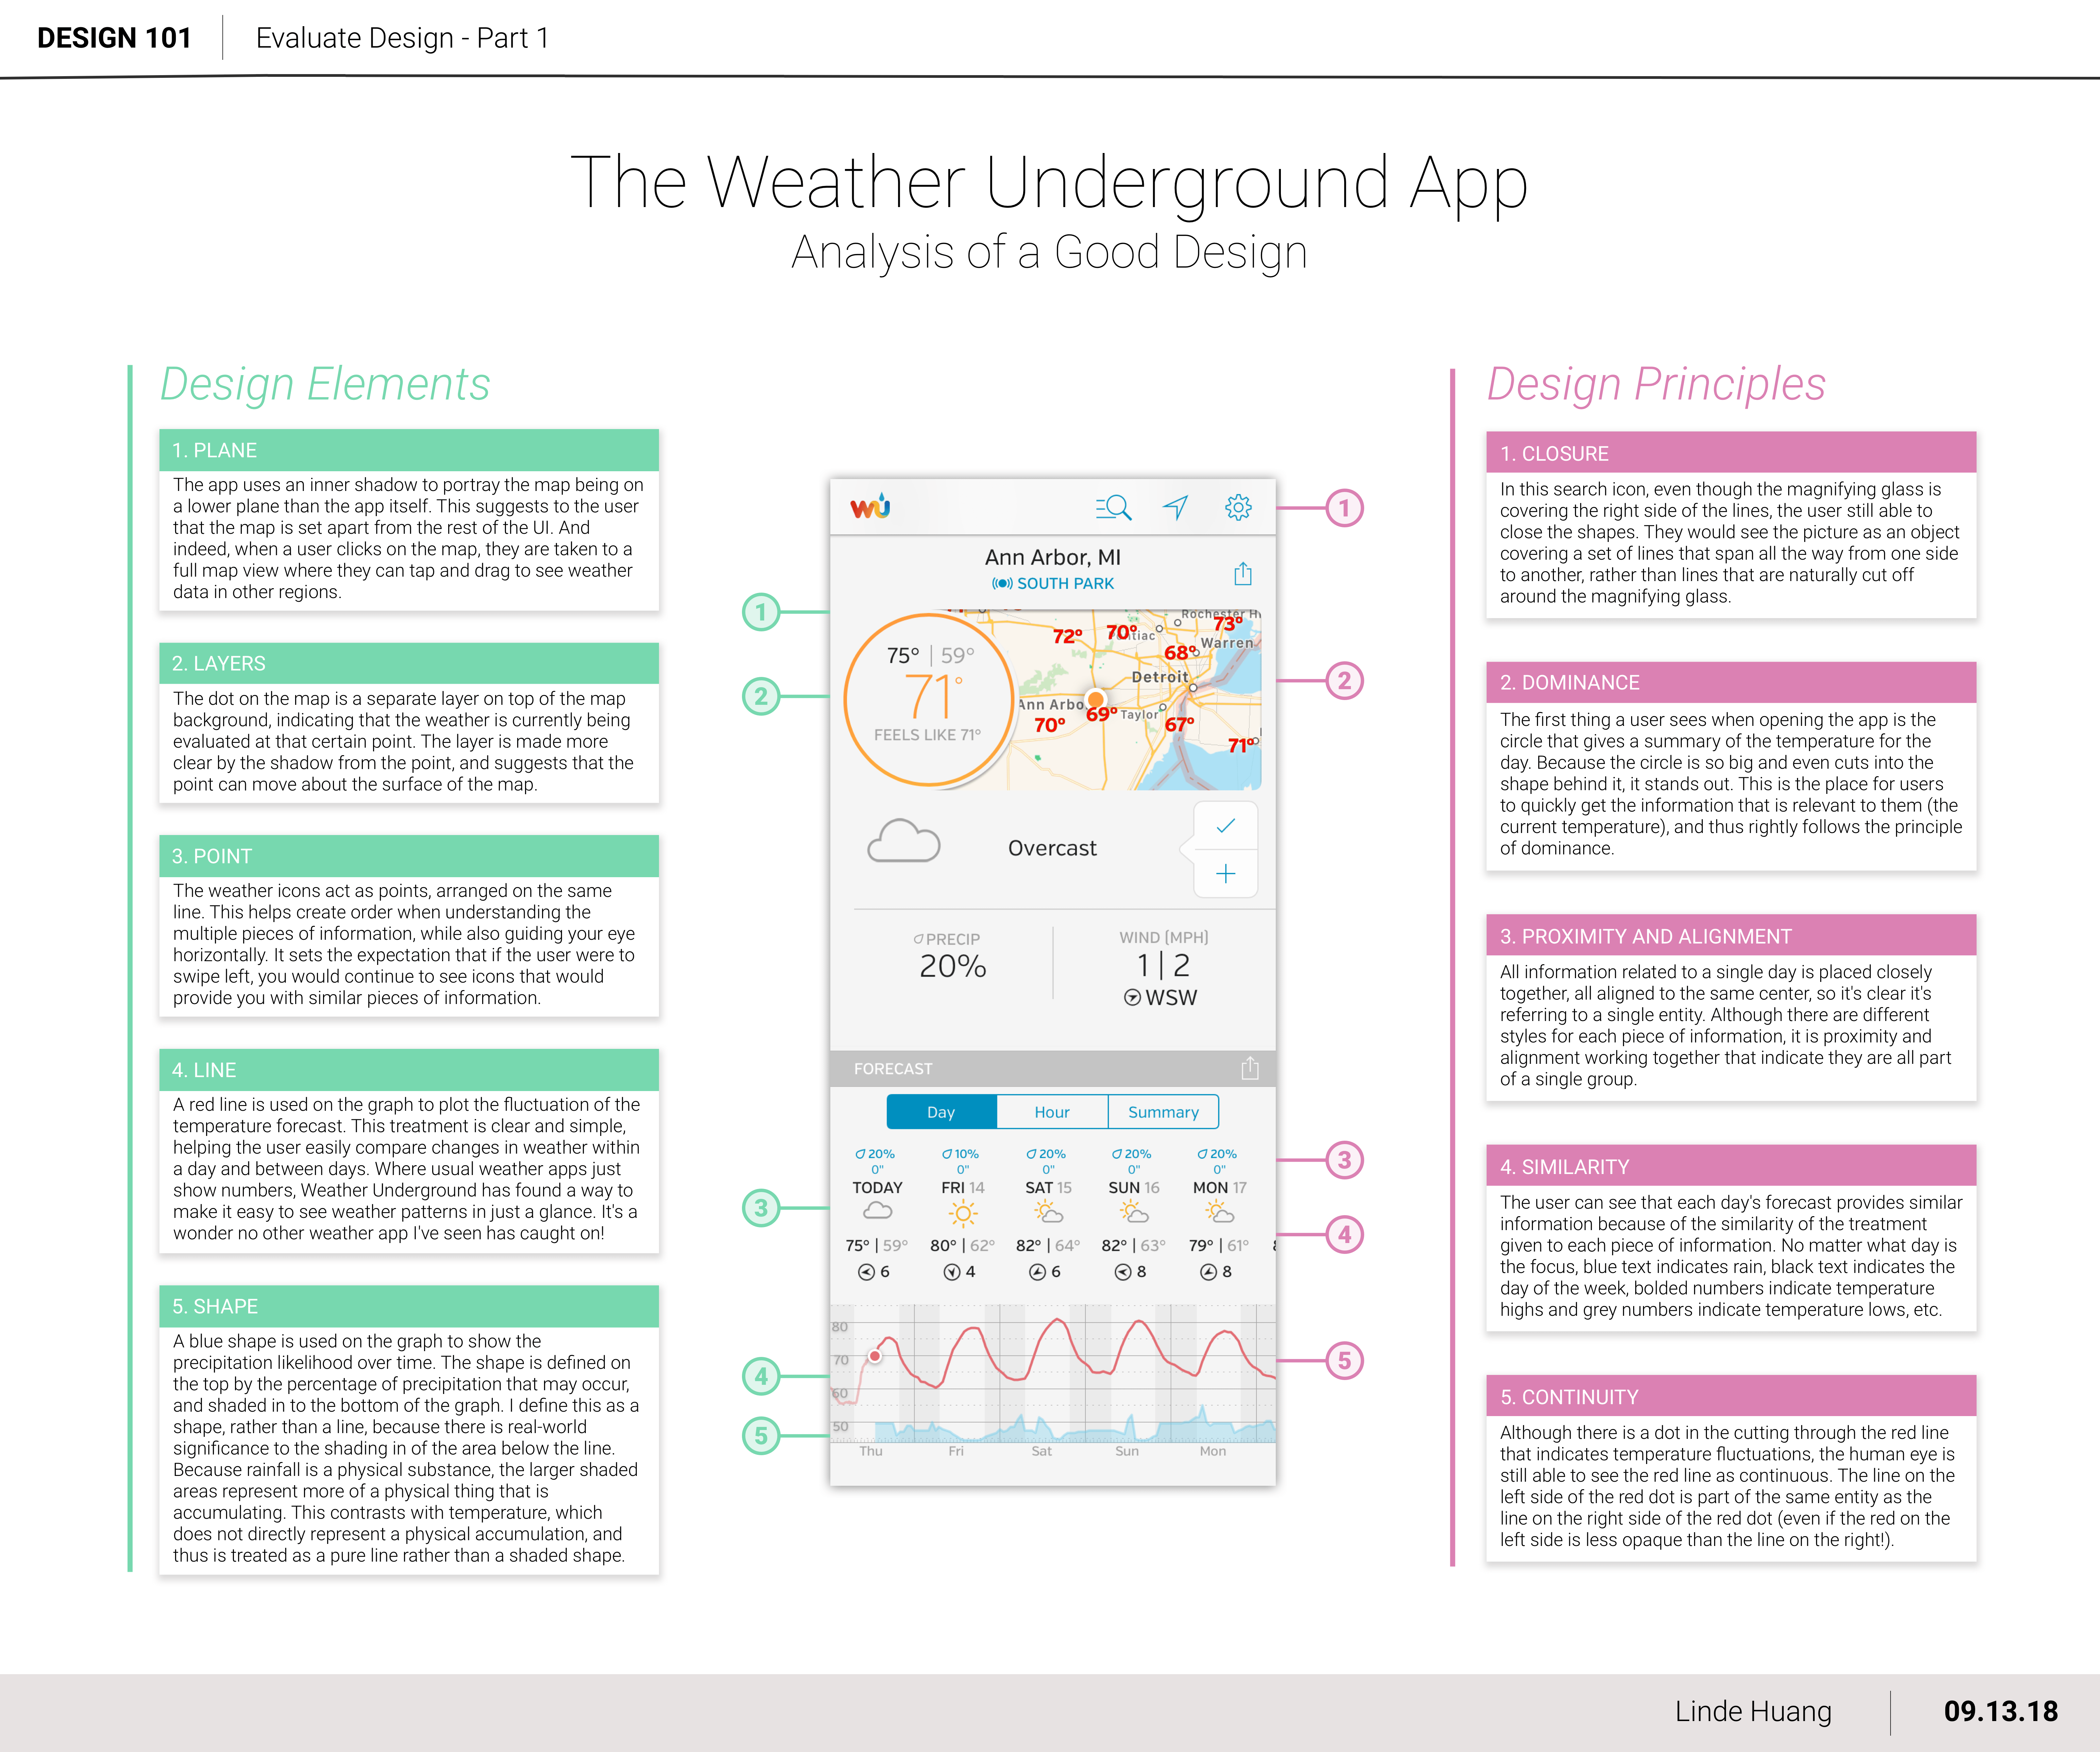 DESIGN 101 Evaluate Design - Part 1
The Weather Underground App
Analysis of a Good Design
Design Elements
1. PLANE
The app uses an inner shadow to portray the map being on
a lower plane than the app itself. This suggests to the user
that the map is set apart from the rest of the UI. And
indeed, when a user clicks on the map, they are taken to a
full map view where they can tap and drag to see weather
data in other regions.
2. LAYERS
The dot on the map is a separate layer on top of the map
background, indicating that the weather is currently being
evaluated at that certain point. The layer is made more
clear by the shadow from the point, and suggests that the
point can move about the surface of the map.
3. POINT
The weather icons act as points, arranged on the same
line. This helps create order when understanding the
multiple pieces of information, while also guiding your eye
horizontally. It sets the expectation that if the user were to
swipe left, you would continue to see icons that would
provide you with similar pieces of information.
4. LINE
A red line is used on the graph to plot the fluctuation of the
temperature forecast. This treatment is clear and simple,
helping the user easily compare changes in weather within
a day and between days. Where usual weather apps just
show numbers, Weather Underground has found a way to
make it easy to see weather patterns in just a glance. It's a
wonder no other weather app I've seen has caught on!
5. SHAPE
A blue shape is used on the graph to show the
precipitation likelihood over time. The shape is defined on
the top by the percentage of precipitation that may occur,
and shaded in to the bottom of the graph. I define this as a
shape, rather than a line, because there is real-world
significance to the shading in of the area below the line.
Because rainfall is a physical substance, the larger shaded
areas represent more of a physical thing that is
accumulating. This contrasts with temperature, which
does not directly represent a physical accumulation, and
thus is treated as a pure line rather than a shaded shape.
1
2
3
4
5
wu
Ann Arbor, MI
SOUTH PARK
75° | 59°
71°
FEELS LIKE 71°
Rochester H
72° 70° 73°
tiac
Warren
68°
Detroit
Ann Arbo
69° Taylor
70° 67°
71°
Overcast
PRECIP WIND (MPH)
20% 1 | 2
WSW
FORECAST
Day Hour Summary
20% 10% 20% 20% 20%
0" 0" 0" 0" 0"
TODAY FRI 14 SAT 15 SUN 16 MON 17
75° | 59° 80° | 62° 82° | 64° 82° | 63° 79° | 61°
6 4 6 8 8
80
70
60
50
Thu Fri Sat Sun Mon
1
2
3
4
5
Design Principles
1. CLOSURE
In this search icon, even though the magnifying glass is
covering the right side of the lines, the user still able to
close the shapes. They would see the picture as an object
covering a set of lines that span all the way from one side
to another, rather than lines that are naturally cut off
around the magnifying glass.
2. DOMINANCE
The first thing a user sees when opening the app is the
circle that gives a summary of the temperature for the
day. Because the circle is so big and even cuts into the
shape behind it, it stands out. This is the place for users
to quickly get the information that is relevant to them (the
current temperature), and thus rightly follows the principle
of dominance.
3. PROXIMITY AND ALIGNMENT
All information related to a single day is placed closely
together, all aligned to the same center, so it's clear it's
referring to a single entity. Although there are different
styles for each piece of information, it is proximity and
alignment working together that indicate they are all part
of a single group.
4. SIMILARITY
The user can see that each day's forecast provides similar
information because of the similarity of the treatment
given to each piece of information. No matter what day is
the focus, blue text indicates rain, black text indicates the
day of the week, bolded numbers indicate temperature
highs and grey numbers indicate temperature lows, etc.
5. CONTINUITY
Although there is a dot in the cutting through the red line
that indicates temperature fluctuations, the human eye is
still able to see the red line as continuous. The line on the
left side of the red dot is part of the same entity as the
line on the right side of the red dot (even if the red on the
left side is less opaque than the line on the right!).
Linde Huang 09.13.18